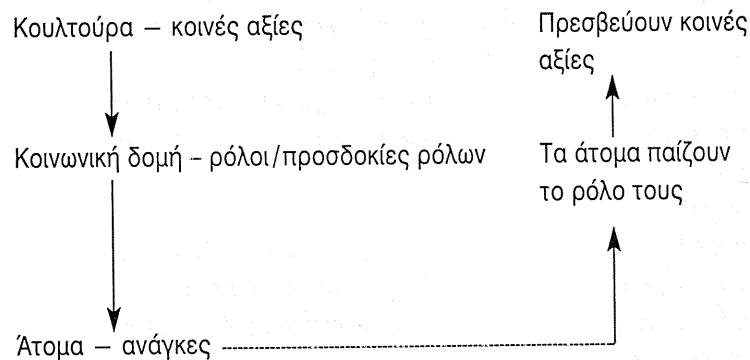 Κουλτούρα – κοινές αξίες
Κοινωνική δομή – ρόλοι/προσδοκίες ρόλων
Άτομα – ανάγκες
Πρεσβεύουν κοινές
αξίες
Τα άτομα παίζουν
το ρόλο τους